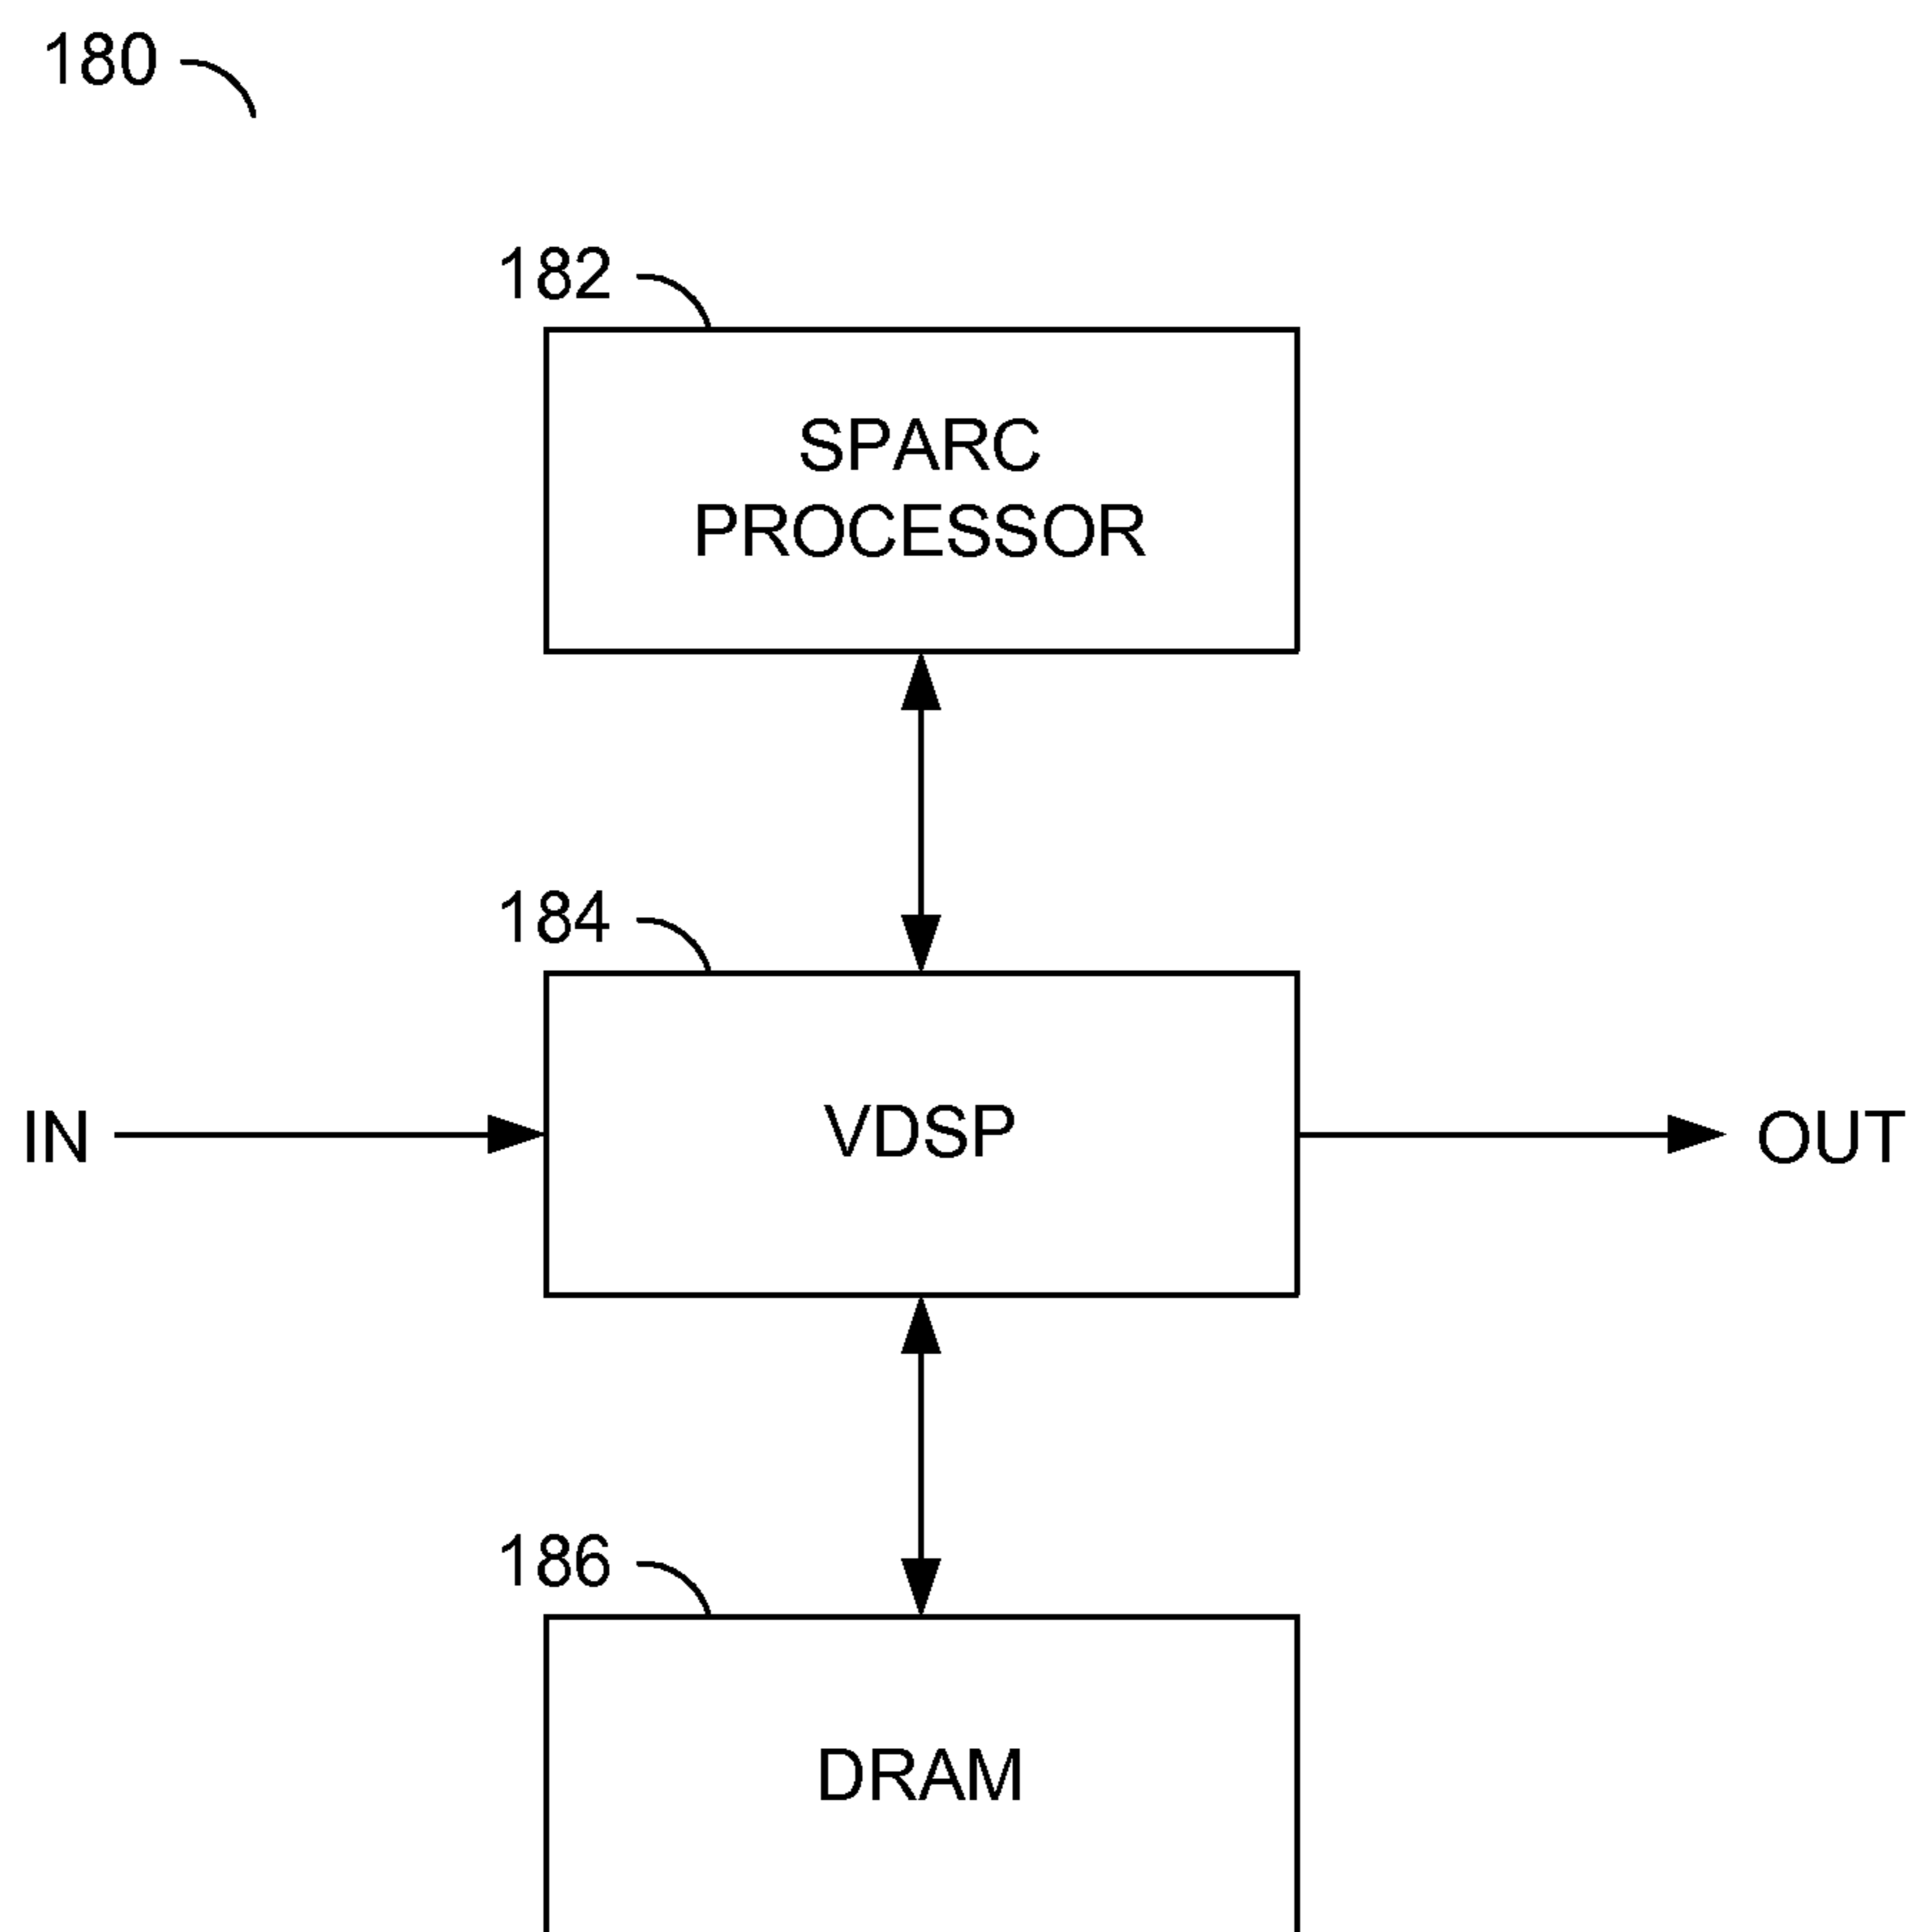 180
182
SPARC
PROCESSOR
184
IN
VDSP
OUT
186
DRAM